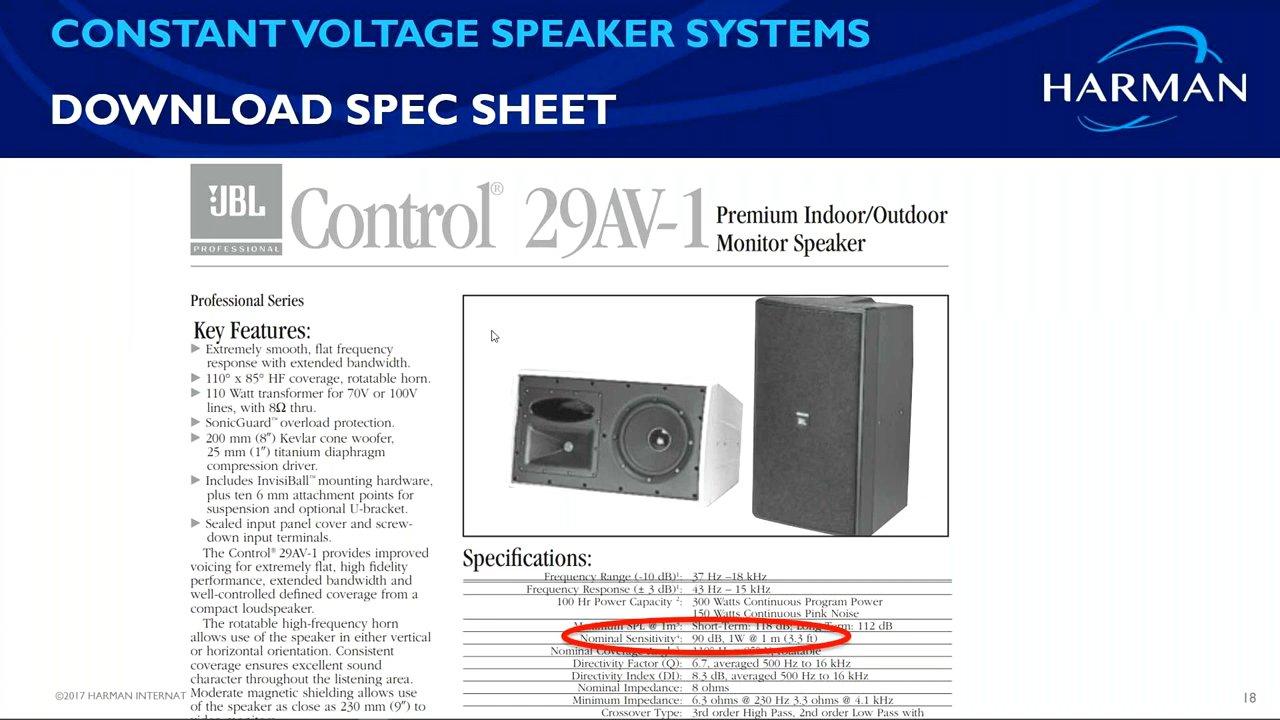 CONSTANT VOLTAGE SPEAKER SYSTEMS
DOWNLOAD SPEC SHEET
HARMAN
JBL
PROFESSIONAL
Control® 29AV-1
Premium Indoor/Outdoor
Monitor Speaker
Professional Series
Key Features:
Extremely smooth, flat frequency
response with extended bandwidth.
110° x 85° HF coverage, rotatable horn.
110 Watt transformer for 70V or 100V
lines, with 8Ω thru.
SonicGuard™ overload protection.
200 mm (8″) Kevlar cone woofer,
25 mm (1″) titanium diaphragm
compression driver.
Includes InvisiBall™ mounting hardware,
plus ten 6 mm attachment points for
suspension and optional U-bracket.
Sealed input panel cover and screw-
down input terminals.
The Control® 29AV-1 provides improved
voicing for extremely flat, high fidelity
performance, extended bandwidth and
well-controlled defined coverage from a
compact loudspeaker.
The rotatable high-frequency horn
allows use of the speaker in either vertical
or horizontal orientation. Consistent
coverage ensures excellent sound
character throughout the listening area.
Moderate magnetic shielding allows use
of the speaker as close as 230 mm (9″) to
Specifications:
Frequency Range (-10 dB)¹: 37 Hz –18 kHz
Frequency Response (± 3 dB)¹: 43 Hz – 15 kHz
100 Hr Power Capacity ²: 300 Watts Continuous Program Power
150 Watts Continuous Pink Noise
Maximum SPL @ 1m³: Short-Term: 118 dB, Long-Term: 112 dB
Nominal Sensitivity⁴: 90 dB, 1W @ 1 m (3.3 ft)
Nominal Coverage
Directivity Factor (Q): 6.7, averaged 500 Hz to 16 kHz
Directivity Index (DI): 8.3 dB, averaged 500 Hz to 16 kHz
Nominal Impedance: 8 ohms
Minimum Impedance: 6.3 ohms @ 230 Hz 3.3 ohms @ 4.1 kHz
Crossover Type: 3rd order High Pass, 2nd order Low Pass with
©2017 HARMAN INTERNAT
18